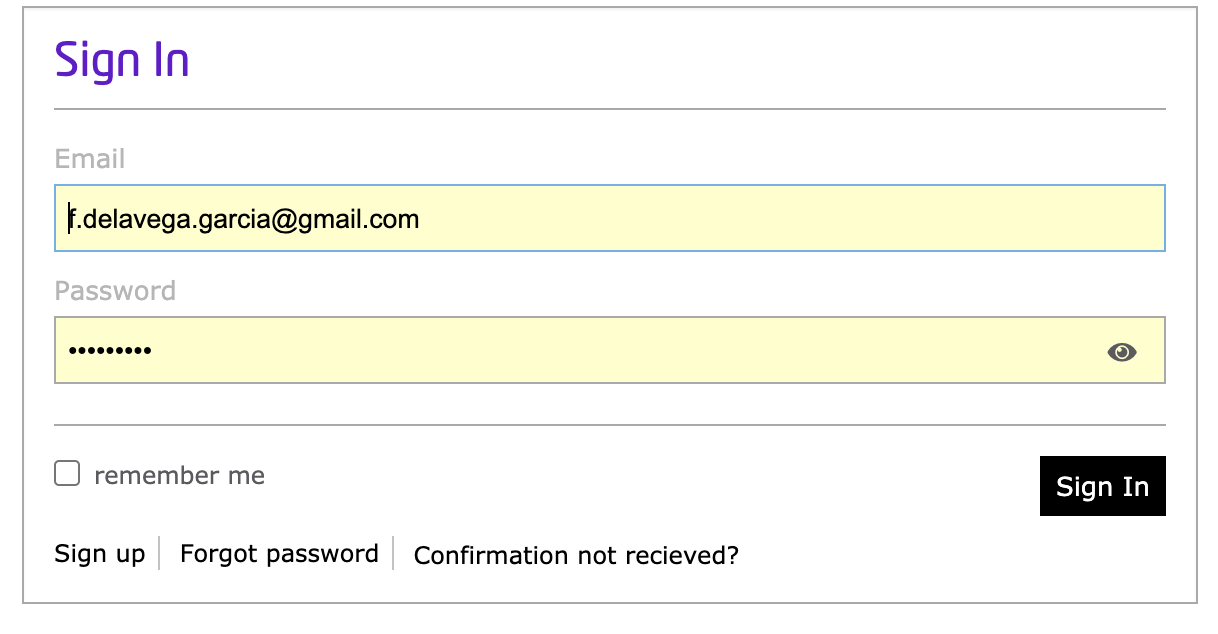 Sign In
Email
f.delavega.garcia@gmail.com
Password
•••••••••
remember me
Sign In
Sign up
Forgot password
Confirmation not recieved?